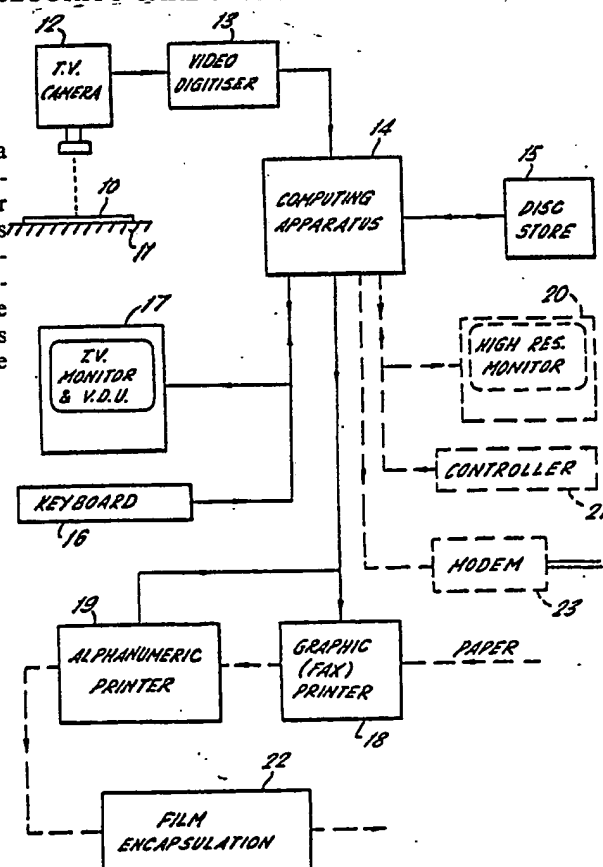 12
13
T.V.
CAMERA
VIDEO
DIGITISER
14
15
10
11
COMPUTING
APPARATUS
DISC
STORE
a
-
r
s
-
-
e
s
e
17
20
T.V.
MONITOR
& V.D.U.
HIGH RES.
MONITOR
KEYBOARD
16
CONTROLLER
21
MODEM
23
19
ALPHANUMERIC
PRINTER
GRAPHIC
(FAX)
PRINTER
18
PAPER
22
FILM
ENCAPSULATION